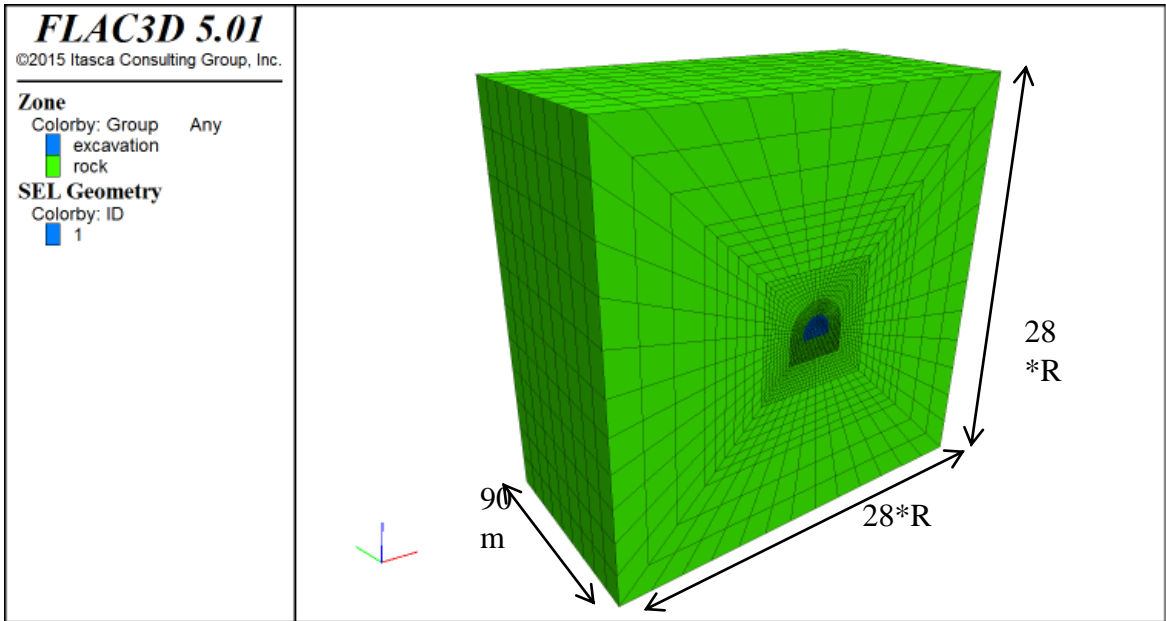 FLAC3D 5.01
©2015 Itasca Consulting Group, Inc.
Zone
Colorby: Group Any
excavation
rock
SEL Geometry
Colorby: ID
1
28
*R
90
m
28*R